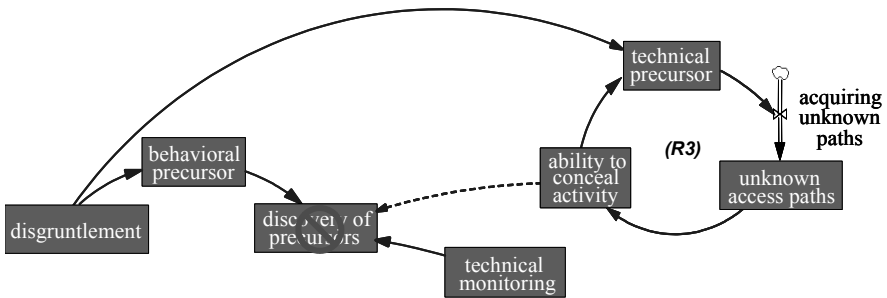 technical
precursor
acquiring
unknown
paths
behavioral
precursor
ability to
conceal
activity
(R3)
unknown
access paths
disgruntlement
discovery of
precursors
technical
monitoring